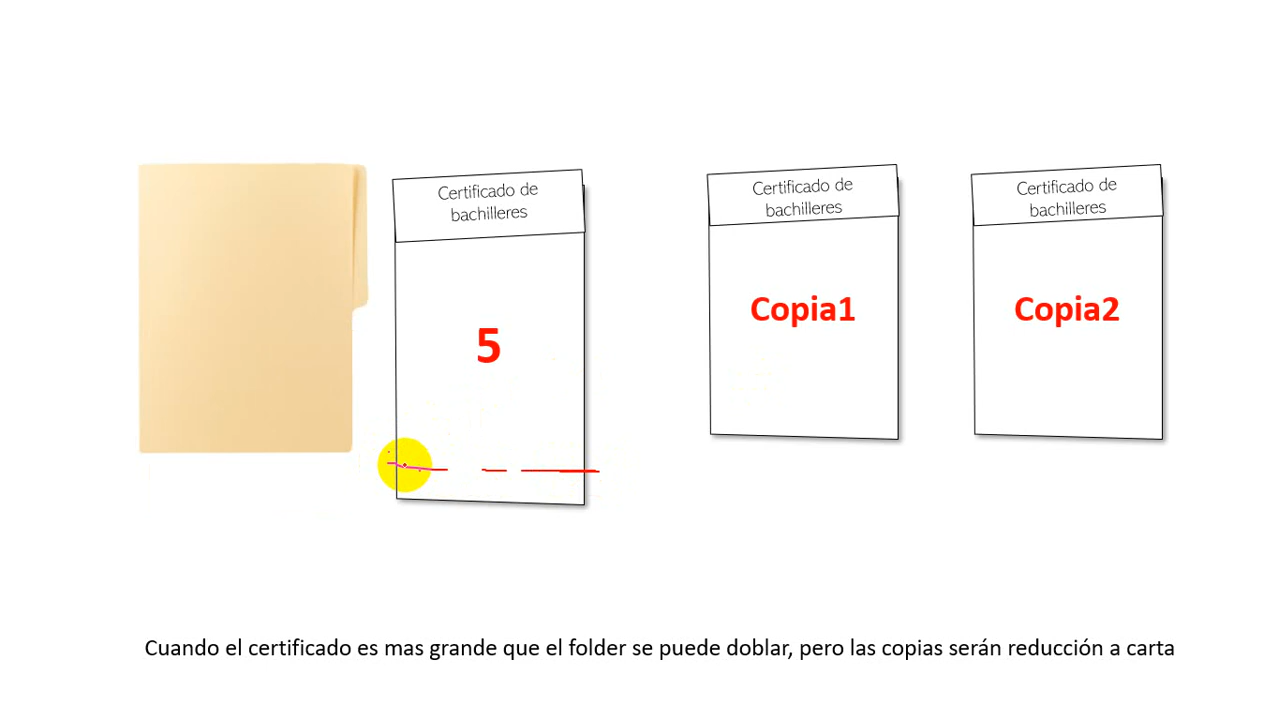 Certificado de
bachilleres
5
Certificado de
bachilleres
Copia1
Certificado de
bachilleres
Copia2
Cuando el certificado es mas grande que el folder se puede doblar, pero las copias serán reducción a carta